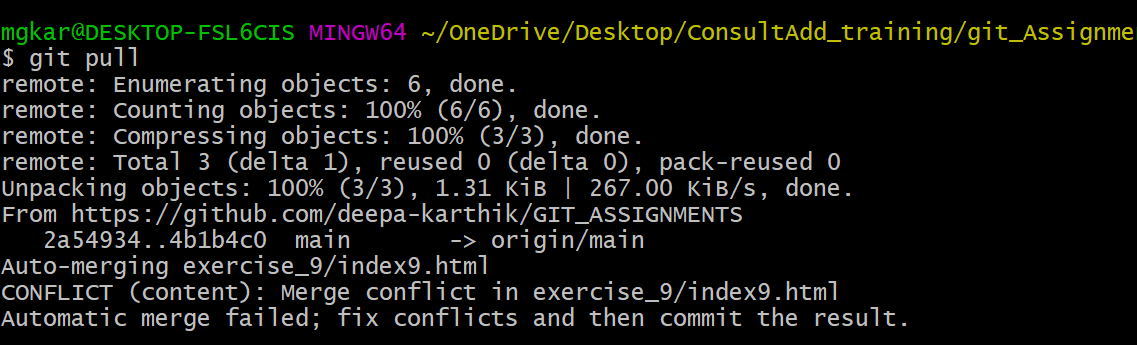 mgkar@DESKTOP-FSL6CIS MINGW64 ~/OneDrive/Desktop/ConsultAdd_training/git_Assignme
$ git pull
remote: Enumerating objects: 6, done.
remote: Counting objects: 100% (6/6), done.
remote: Compressing objects: 100% (3/3), done.
remote: Total 3 (delta 1), reused 0 (delta 0), pack-reused 0
Unpacking objects: 100% (3/3), 1.31 KiB | 267.00 KiB/s, done.
From https://github.com/deepa-karthik/GIT_ASSIGNMENTS
   2a54934..4b1b4c0  main       -> origin/main
Auto-merging exercise_9/index9.html
CONFLICT (content): Merge conflict in exercise_9/index9.html
Automatic merge failed; fix conflicts and then commit the result.